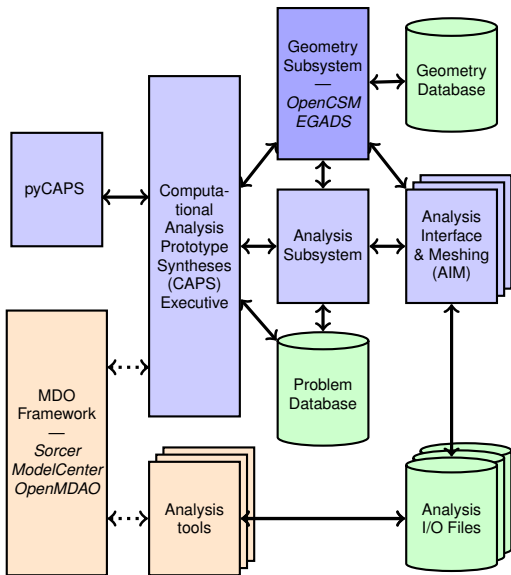 Geometry
Subsystem
—
OpenCSM
EGADS
Geometry
Database
pyCAPS
Computa-
tional
Analysis
Prototype
Syntheses
(CAPS)
Executive
Analysis
Subsystem
Analysis
Interface
& Meshing
(AIM)
Problem
Database
MDO
Framework
—
Sorcer
ModelCenter
OpenMDAO
Analysis
tools
Analysis
I/O Files